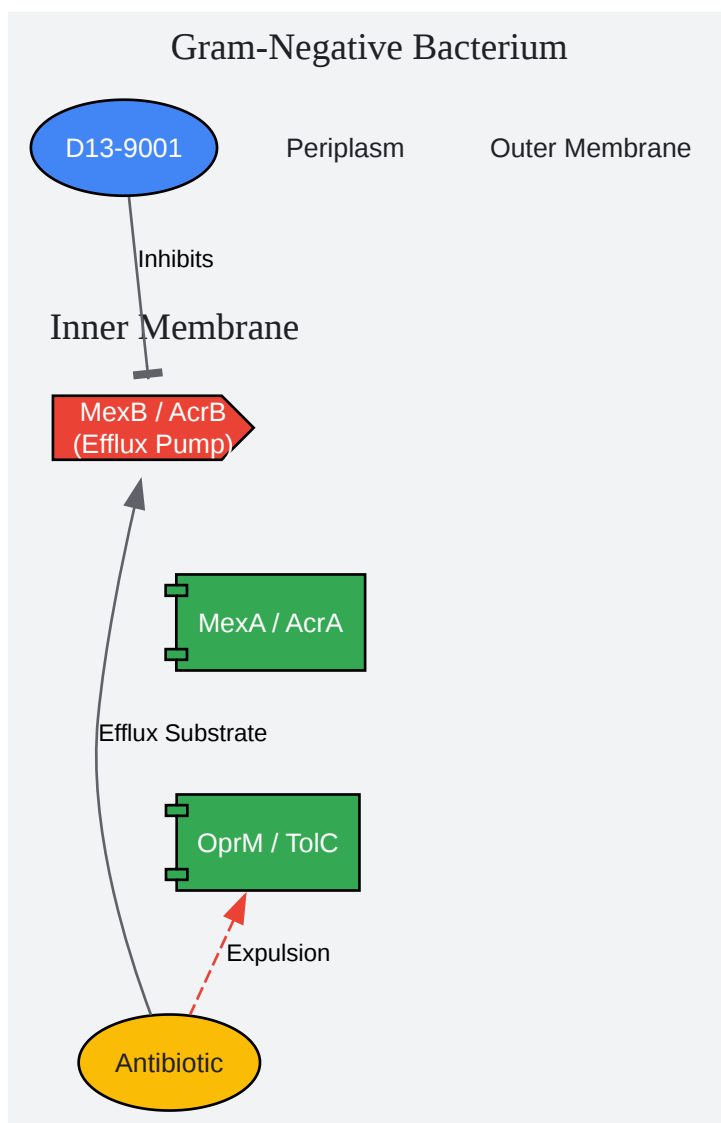 Gram-Negative Bacterium
D13-9001
Periplasm
Outer Membrane
Inhibits
Inner Membrane
MexB / AcrB
(Efflux Pump)
MexA / AcrA
Efflux Substrate
OprM / TolC
Expulsion
Antibiotic